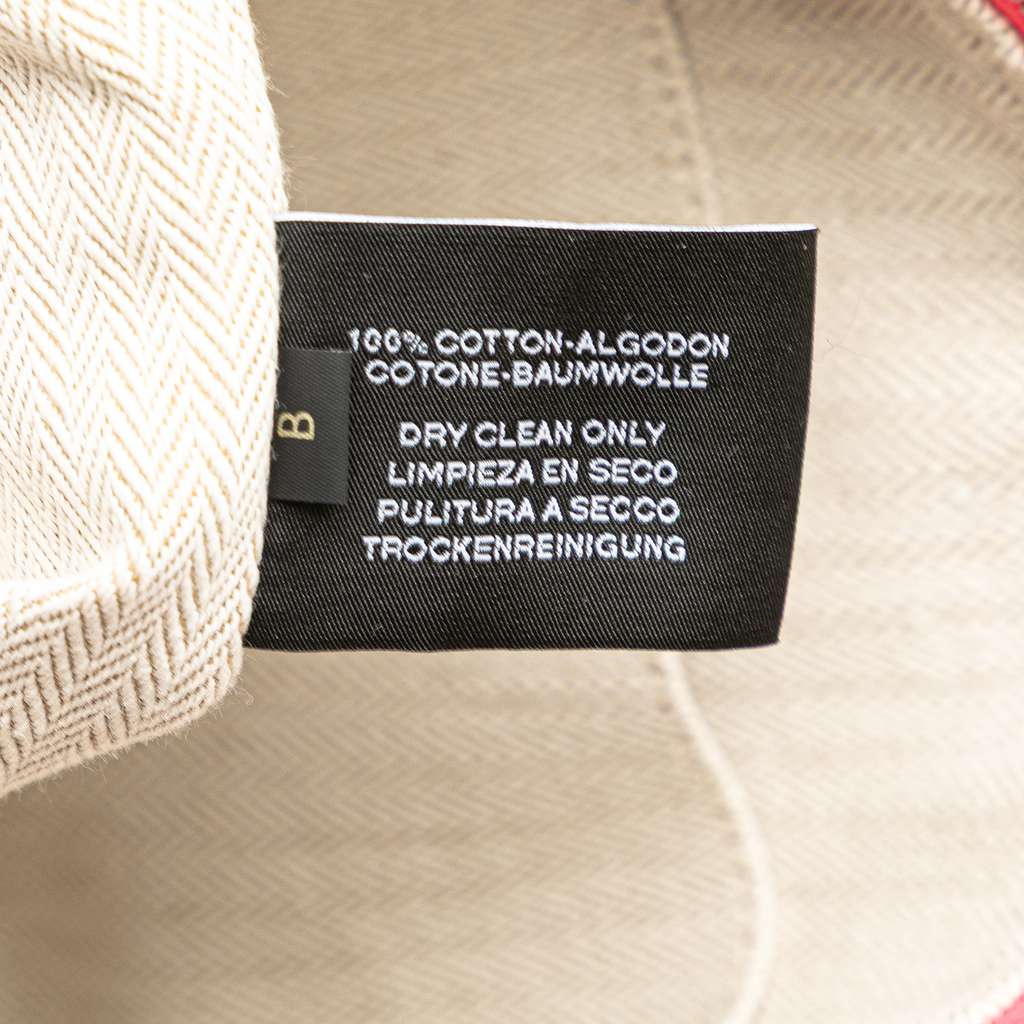 100% COTTON-ALGODON
COTONE-BAUMWOLLE
DRY CLEAN ONLY
LIMPIEZA EN SECO
PULITURA A SECCO
TROCKENREINIGUNG
B